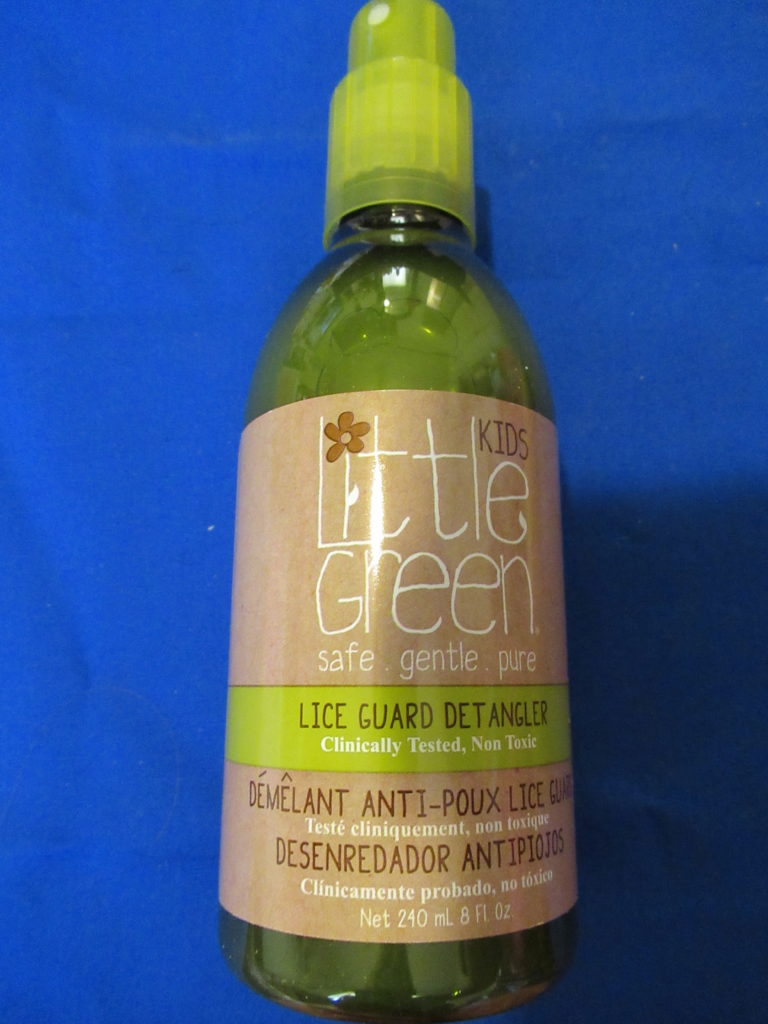 KIDS
Little
Green
safe . gentle . pure
LICE GUARD DETANGLER
Clinically Tested, Non Toxic
DÉMÊLANT ANTI-POUX LICE GUARD
Testé cliniquement, non toxique
DESENREDADOR ANTIPIOJOS
Clínicamente probado, no tóxico
Net 240 mL 8 Fl. Oz.